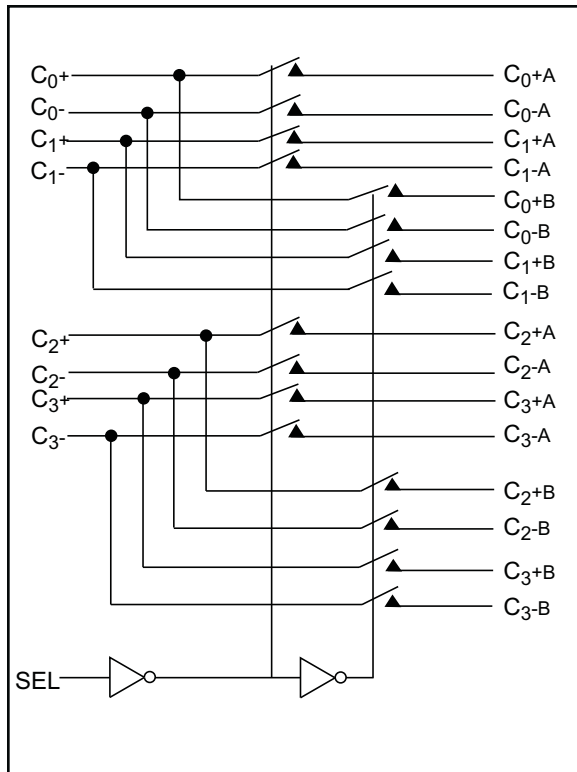 C0+
C0-
C1+
C1-
C0+A
C0-A
C1+A
C1-A
C0+B
C0-B
C1+B
C1-B
C2+
C2-
C3+
C3-
C2+A
C2-A
C3+A
C3-A
C2+B
C2-B
C3+B
C3-B
SEL